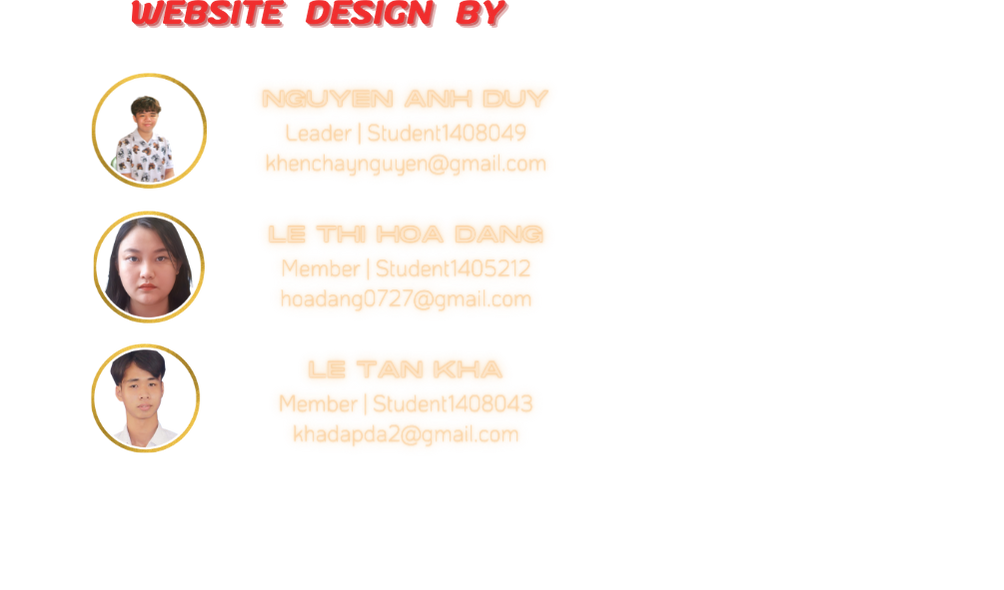 WEBSITE DESIGN BY
NGUYEN ANH DUY
Leader | Student1408049
khenchaynguyen@gmail.com
LE THI HOA DANG
Member | Student1405212
hoadang0727@gmail.com
LE TAN KHA
Member | Student1408043
khadapda2@gmail.com